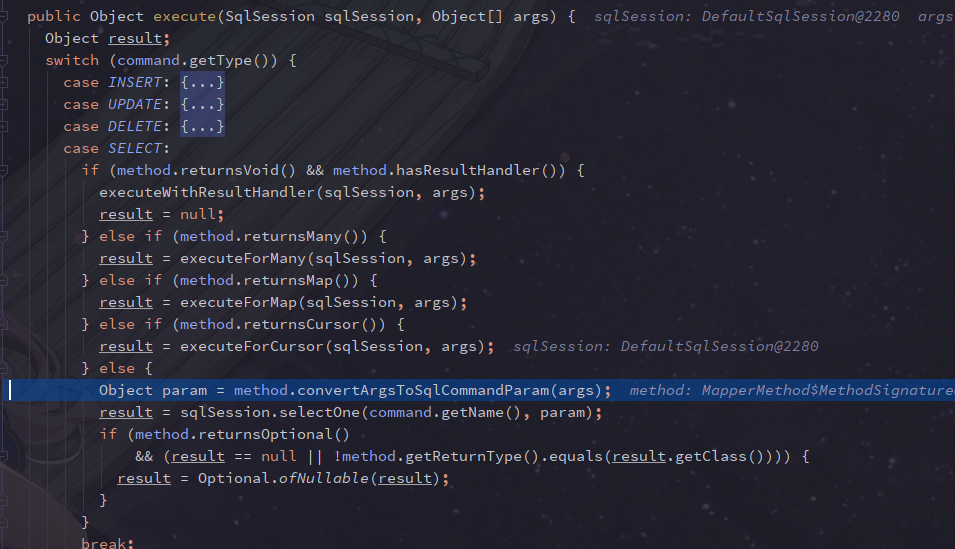 public Object execute(SqlSession sqlSession, Object[] args) {  sqlSession: DefaultSqlSession@2280  args
  Object result;
  switch (command.getType()) {
    case INSERT: {...}
    case UPDATE: {...}
    case DELETE: {...}
    case SELECT:
      if (method.returnsVoid() && method.hasResultHandler()) {
        executeWithResultHandler(sqlSession, args);
        result = null;
      } else if (method.returnsMany()) {
        result = executeForMany(sqlSession, args);
      } else if (method.returnsMap()) {
        result = executeForMap(sqlSession, args);
      } else if (method.returnsCursor()) {
        result = executeForCursor(sqlSession, args);  sqlSession: DefaultSqlSession@2280
      } else {
        Object param = method.convertArgsToSqlCommandParam(args);  method: MapperMethod$MethodSignature
        result = sqlSession.selectOne(command.getName(), param);
        if (method.returnsOptional()
            && (result == null || !method.getReturnType().equals(result.getClass()))) {
          result = Optional.ofNullable(result);
        }
      }
      break;